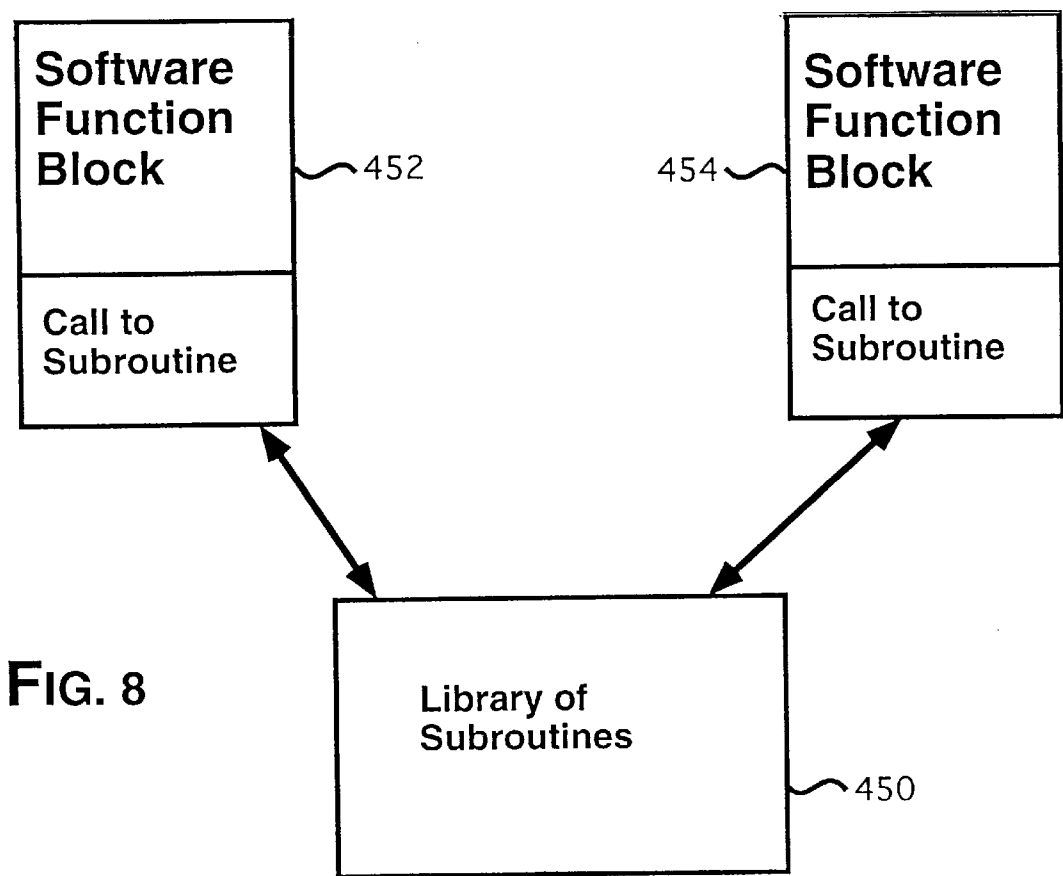 Software
Function
Block
452
Call to
Subroutine
454
Software
Function
Block
Call to
Subroutine
FIG. 8
Library of
Subroutines
450